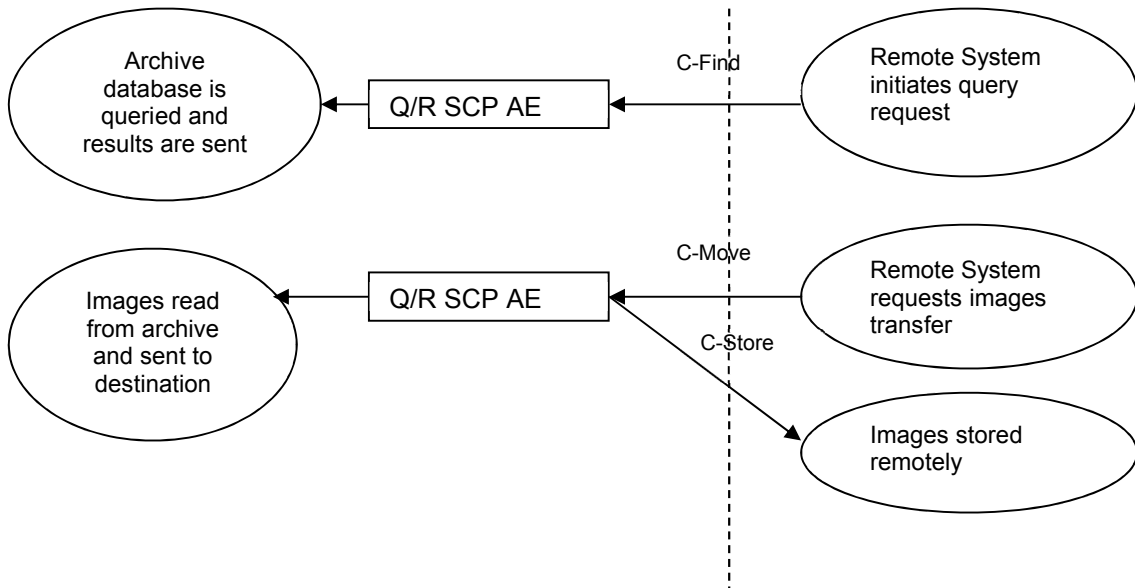 Archive
database is
queried and
results are sent
Q/R SCP AE
C-Find
Remote System
initiates query
request
Images read
from archive
and sent to
destination
Q/R SCP AE
C-Move
C-Store
Remote System
requests images
transfer
Images stored
remotely